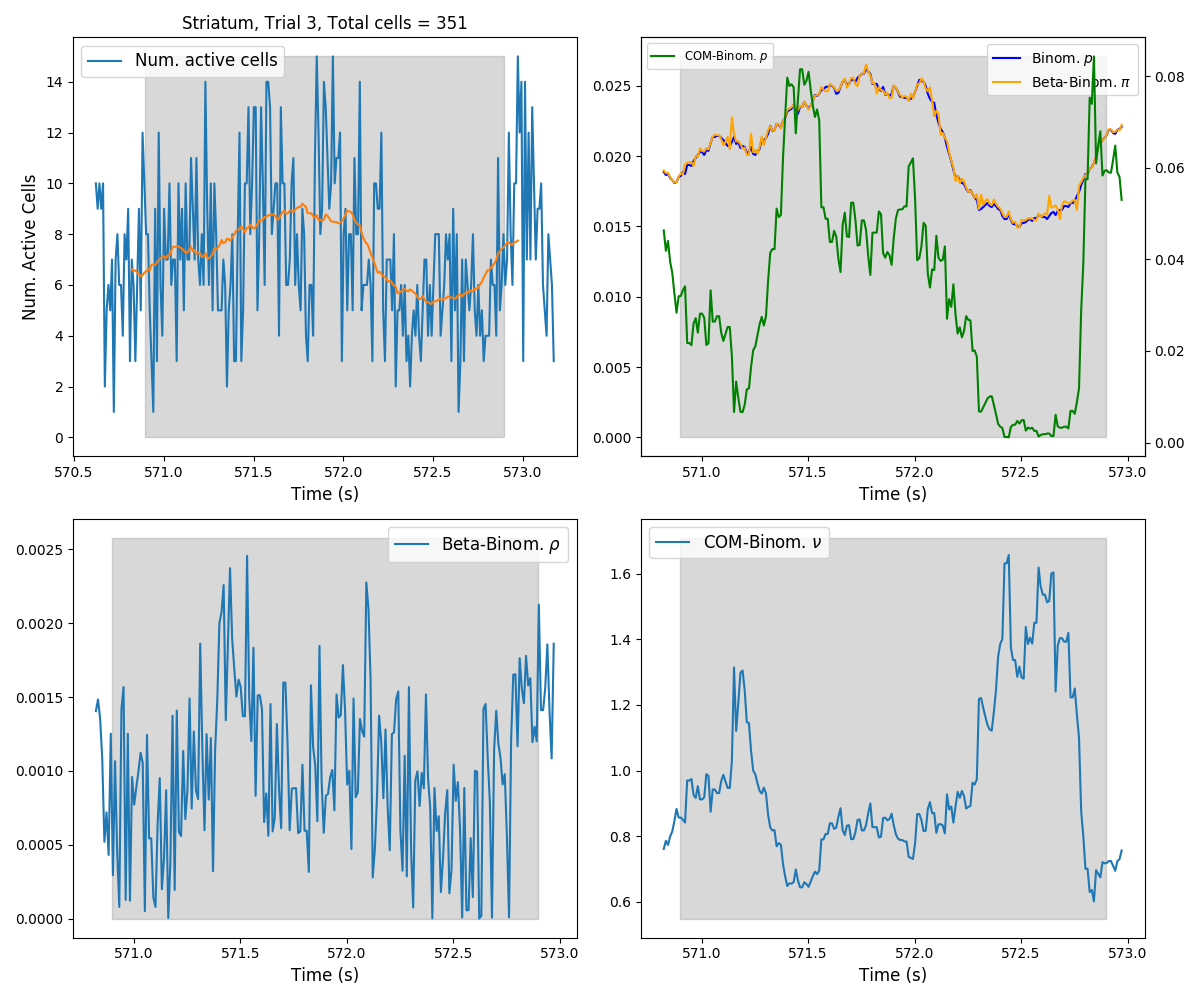 Striatum, Trial 3, Total cells = 351
Num. active cells
Num. Active Cells
14
12
10
8
6
4
2
0
570.5 571.0 571.5 572.0 572.5 573.0
Time (s)
COM-Binom. p
Binom. p
Beta-Binom. π
0.025
0.020
0.015
0.010
0.005
0.000
0.08
0.06
0.04
0.02
0.00
571.0 571.5 572.0 572.5 573.0
Time (s)
Beta-Binom. ρ
0.0025
0.0020
0.0015
0.0010
0.0005
0.0000
571.0 571.5 572.0 572.5 573.0
Time (s)
COM-Binom. ν
1.6
1.4
1.2
1.0
0.8
0.6
571.0 571.5 572.0 572.5 573.0
Time (s)